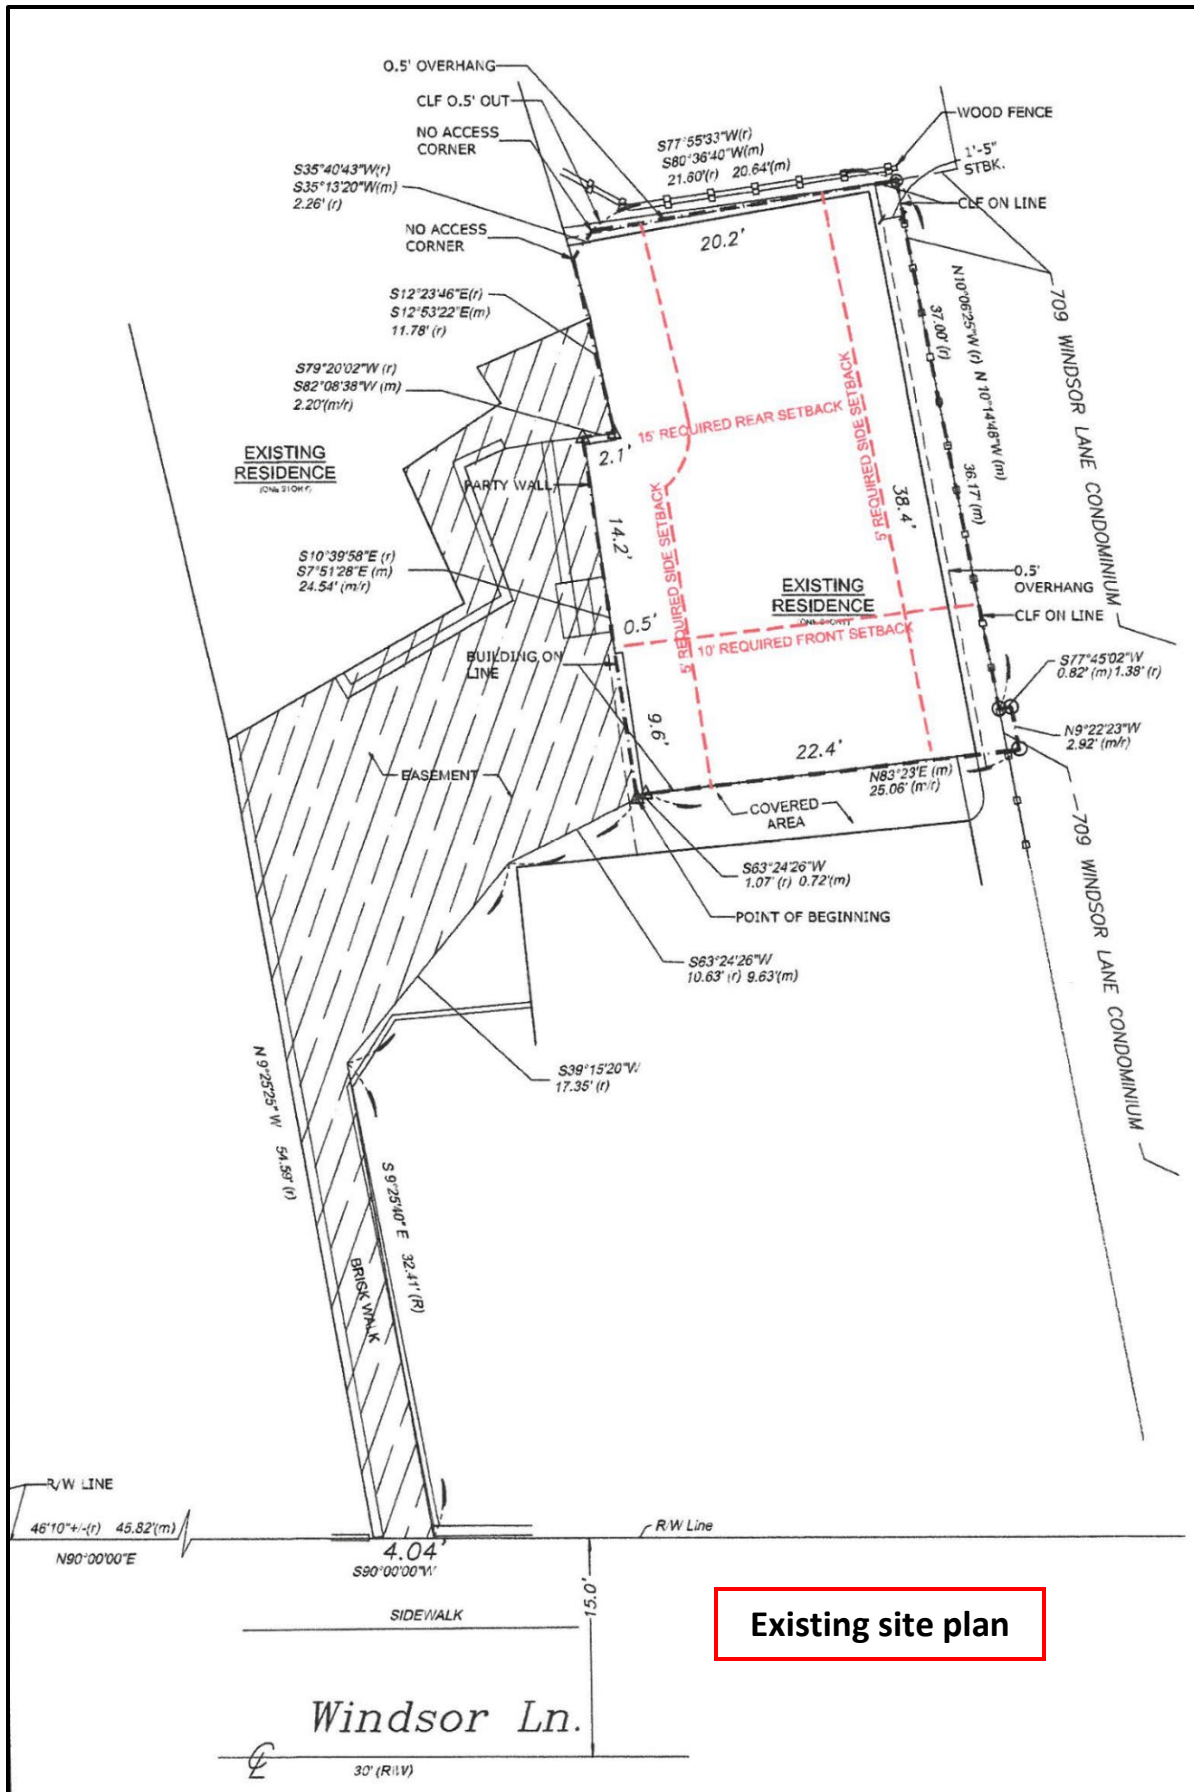 0.5' OVERHANG
CLF 0.5' OUT
NO ACCESS
CORNER
S35°40'43"W(r)
S35°13'20"W(m)
2.26' (r)
NO ACCESS
CORNER
S12°23'46"E(r)
S12°53'22"E(m)
11.78' (r)
S79°20'02"W (r)
S82°08'38"W (m)
2.20'(m/r)
S77°55'33"W(r)
S80°36'40"W(m)
21.60'(r) 20.64'(m)
WOOD FENCE
1'-5"
STBK.
CLF ON LINE
20.2'
N10°06'25"W (r) N 10°14'48"W (m)
37.00' (r)
36.17' (m)
709 WINDSOR LANE CONDOMINIUM
15' REQUIRED REAR SETBACK
5' REQUIRED SIDE SETBACK
38.4'
EXISTING
RESIDENCE
(ONE STORY)
2.1'
PARTY WALL
14.2'
5' REQUIRED SIDE SETBACK
S10°39'58"E (r)
S7°51'28"E (m)
24.54' (m/r)
EXISTING
RESIDENCE
(ONE STORY)
0.5'
OVERHANG
CLF ON LINE
0.5'
10' REQUIRED FRONT SETBACK
BUILDING ON
LINE
S77°45'02"W
0.82' (m) 1.38' (r)
9.6'
22.4'
N9°22'23"W
2.92' (m/r)
EASEMENT
N83°23'E (m)
25.06' (m/r)
COVERED
AREA
709 WINDSOR LANE CONDOMINIUM
S63°24'26"W
1.07' (r) 0.72'(m)
POINT OF BEGINNING
S63°24'26"W
10.63' (r) 9.63'(m)
S39°15'20"W
17.35' (r)
N 9°25'25" W 54.59' (r)
S 9°25'40" E 32.41' (R)
BRISK WALK
R/W LINE
46'10"+/-(r) 45.82'(m)
N90°00'00"E
R/W Line
4.04'
S90°00'00"W
15.0'
SIDEWALK
Existing site plan
Windsor Ln.
30' (R\W)